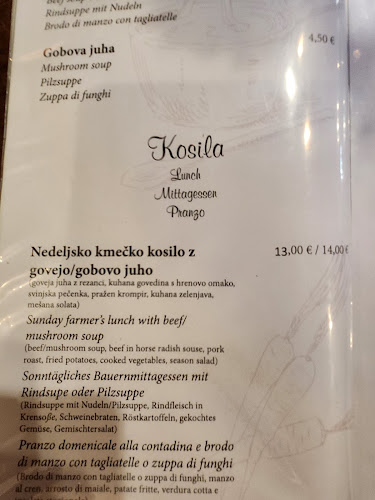 Beef soup
Rindsuppe mit Nudeln
Brodo di manzo con tagliatelle
4,50 €
Gobova juha
Mushroom soup
Pilzsuppe
Zuppa di funghi
Kosila
Lunch
Mittagessen
Pranzo
Nedeljsko kmečko kosilo z 13,00 € / 14,00 €
govejo/gobovo juho
(goveja juha z rezanci, kuhana govedina s hrenovo omako,
svinjska pečenka, pražen krompir, kuhana zelenjava,
mešana solata)
Sunday farmer's lunch with beef/
mushroom soup
(beef/mushroom soup, beef in horse radish souse, pork
roast, fried potatoes, cooked vegetables, season salad)
Sonntägliches Bauernmittagessen mit
Rindsupe oder Pilzsuppe
(Rindsuppe mit Nudeln/Pilzsuppe, Rindfleisch in
Krensoße, Schweinebraten, Röstkartoffeln, gekochtes
Gemüse, Gemischtersalat)
Pranzo domenicale alla contadina e brodo
di manzo con tagliatelle o zuppa di funghi
(Brodo di manzo con tagliatelle o zuppa di funghi, manzo
al cren, arrosto di maiale, patate fritte, verdura cotta e